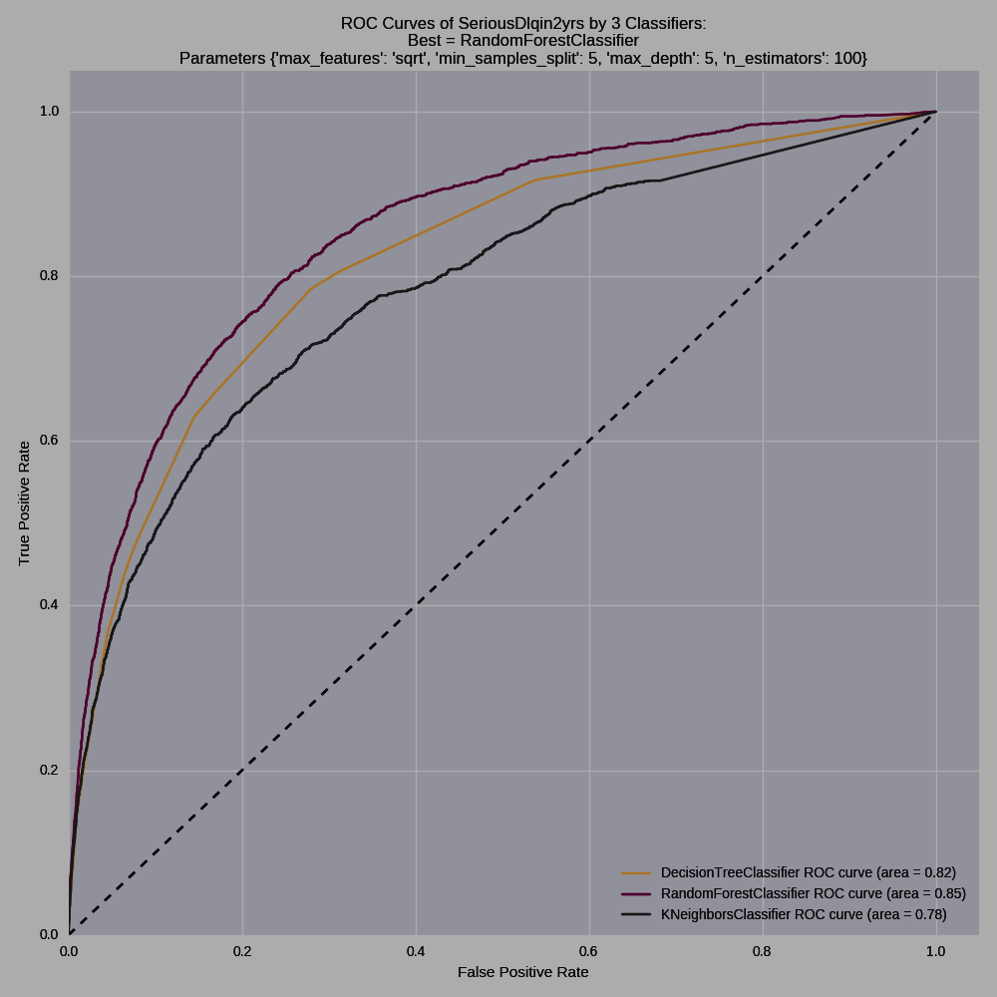 ROC Curves of SeriousDlqin2yrs by 3 Classifiers:
Best = RandomForestClassifier
Parameters {'max_features': 'sqrt', 'min_samples_split': 5, 'max_depth': 5, 'n_estimators': 100}
1.0
0.8
0.6
0.4
0.2
0.0
True Positive Rate
DecisionTreeClassifier ROC curve (area = 0.82)
RandomForestClassifier ROC curve (area = 0.85)
KNeighborsClassifier ROC curve (area = 0.78)
0.0 0.2 0.4 0.6 0.8 1.0
False Positive Rate